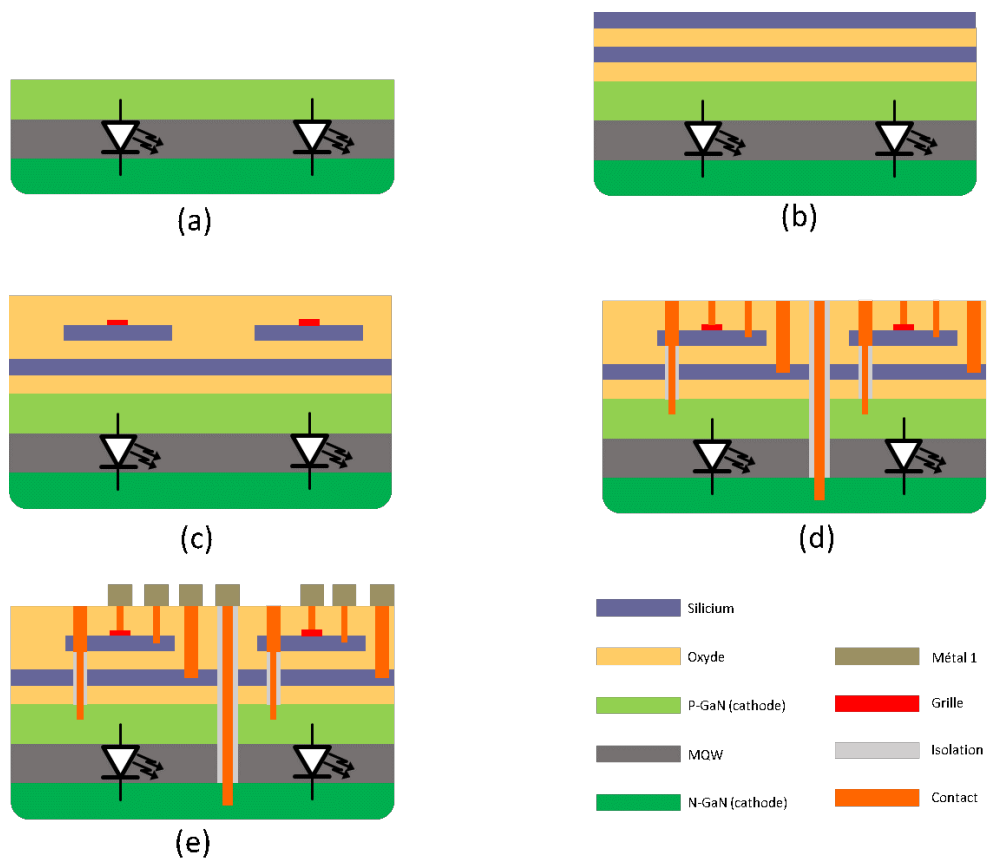 (a)
(b)
(c)
(d)
(e)
Silicium
Oxyde
P-GaN (cathode)
MQW
N-GaN (cathode)
Métal 1
Grille
Isolation
Contact